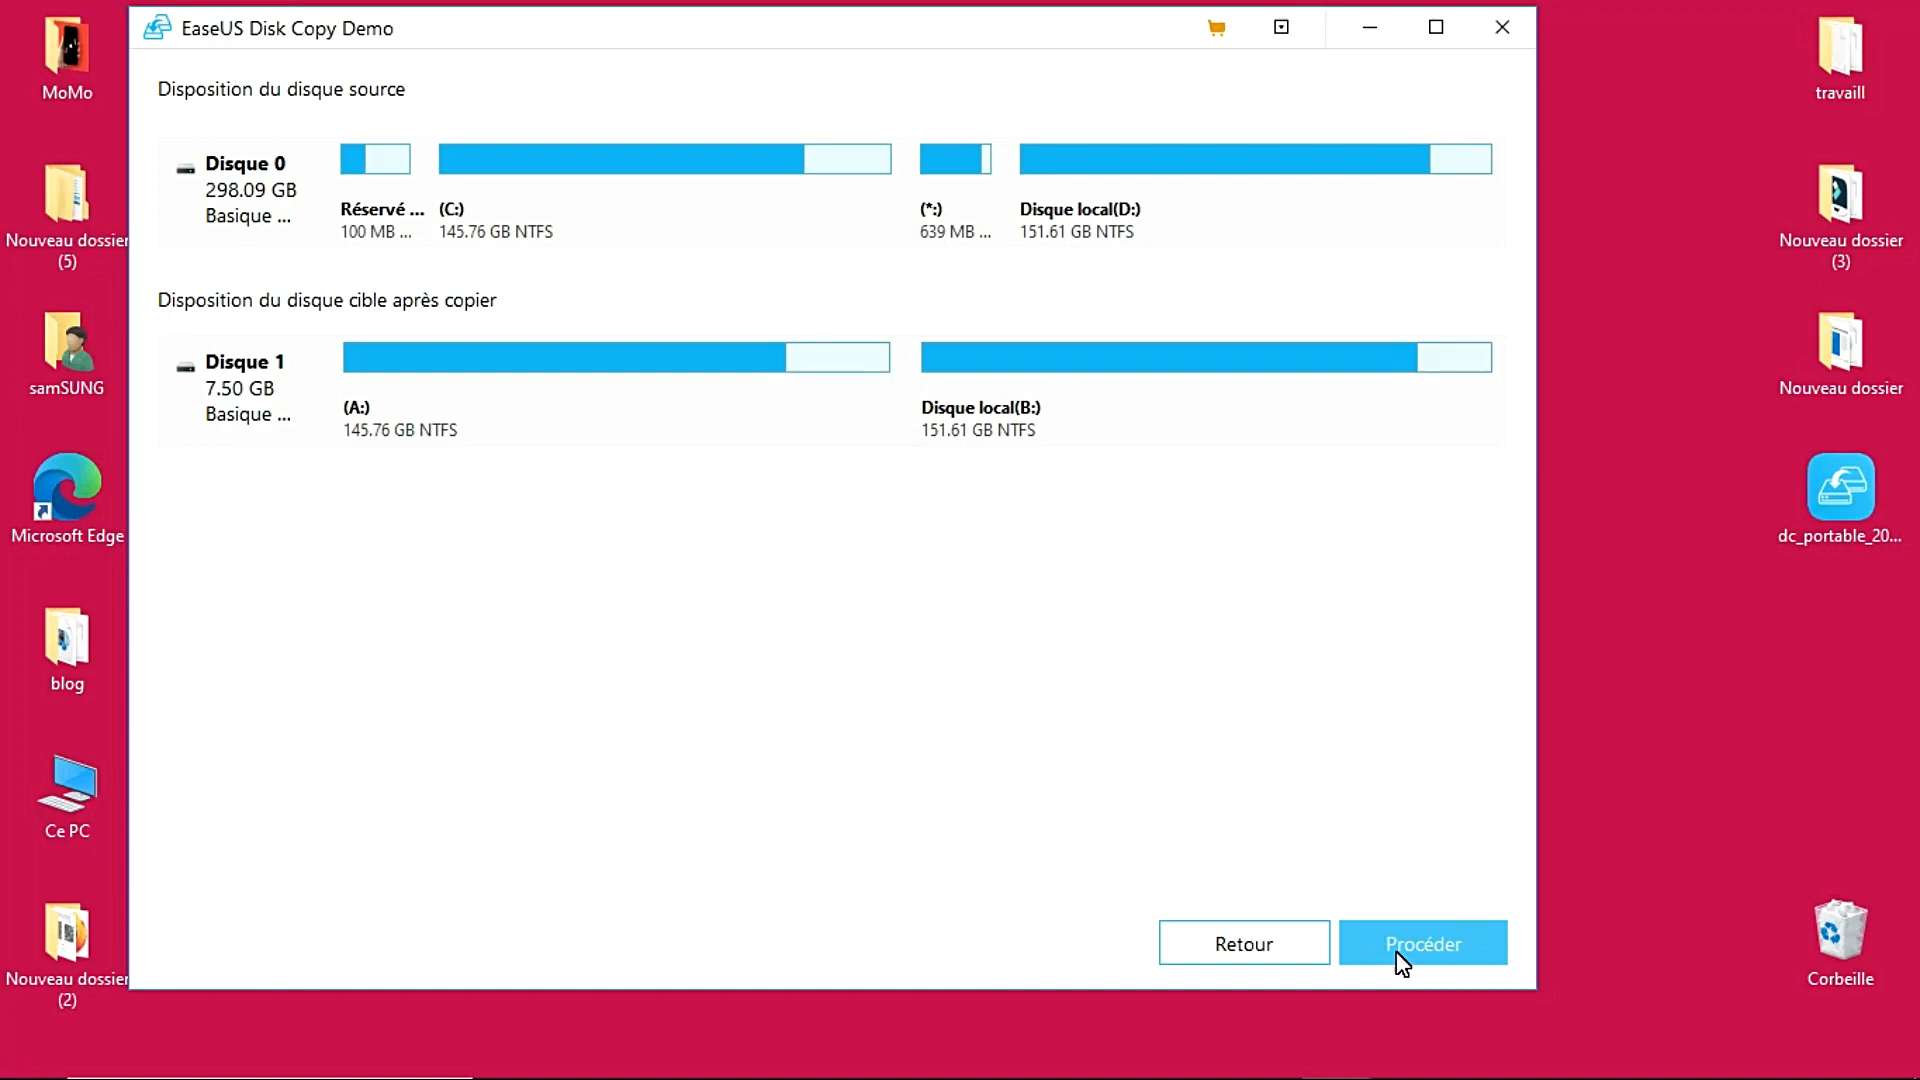 EaseUS Disk Copy Demo
Disposition du disque source
Disque 0
298.09 GB
Basique ...
Réservé ...
100 MB ...
(C:)
145.76 GB NTFS
(*:)
639 MB ...
Disque local(D:)
151.61 GB NTFS
Disposition du disque cible après copier
Disque 1
7.50 GB
Basique ...
(A:)
145.76 GB NTFS
Disque local(B:)
151.61 GB NTFS
Retour
Procéder
MoMo
Nouveau dossier
(5)
samSUNG
Microsoft Edge
blog
Ce PC
Nouveau dossier
(2)
travaill
Nouveau dossier
(3)
Nouveau dossier
dc_portable_20...
Corbeille